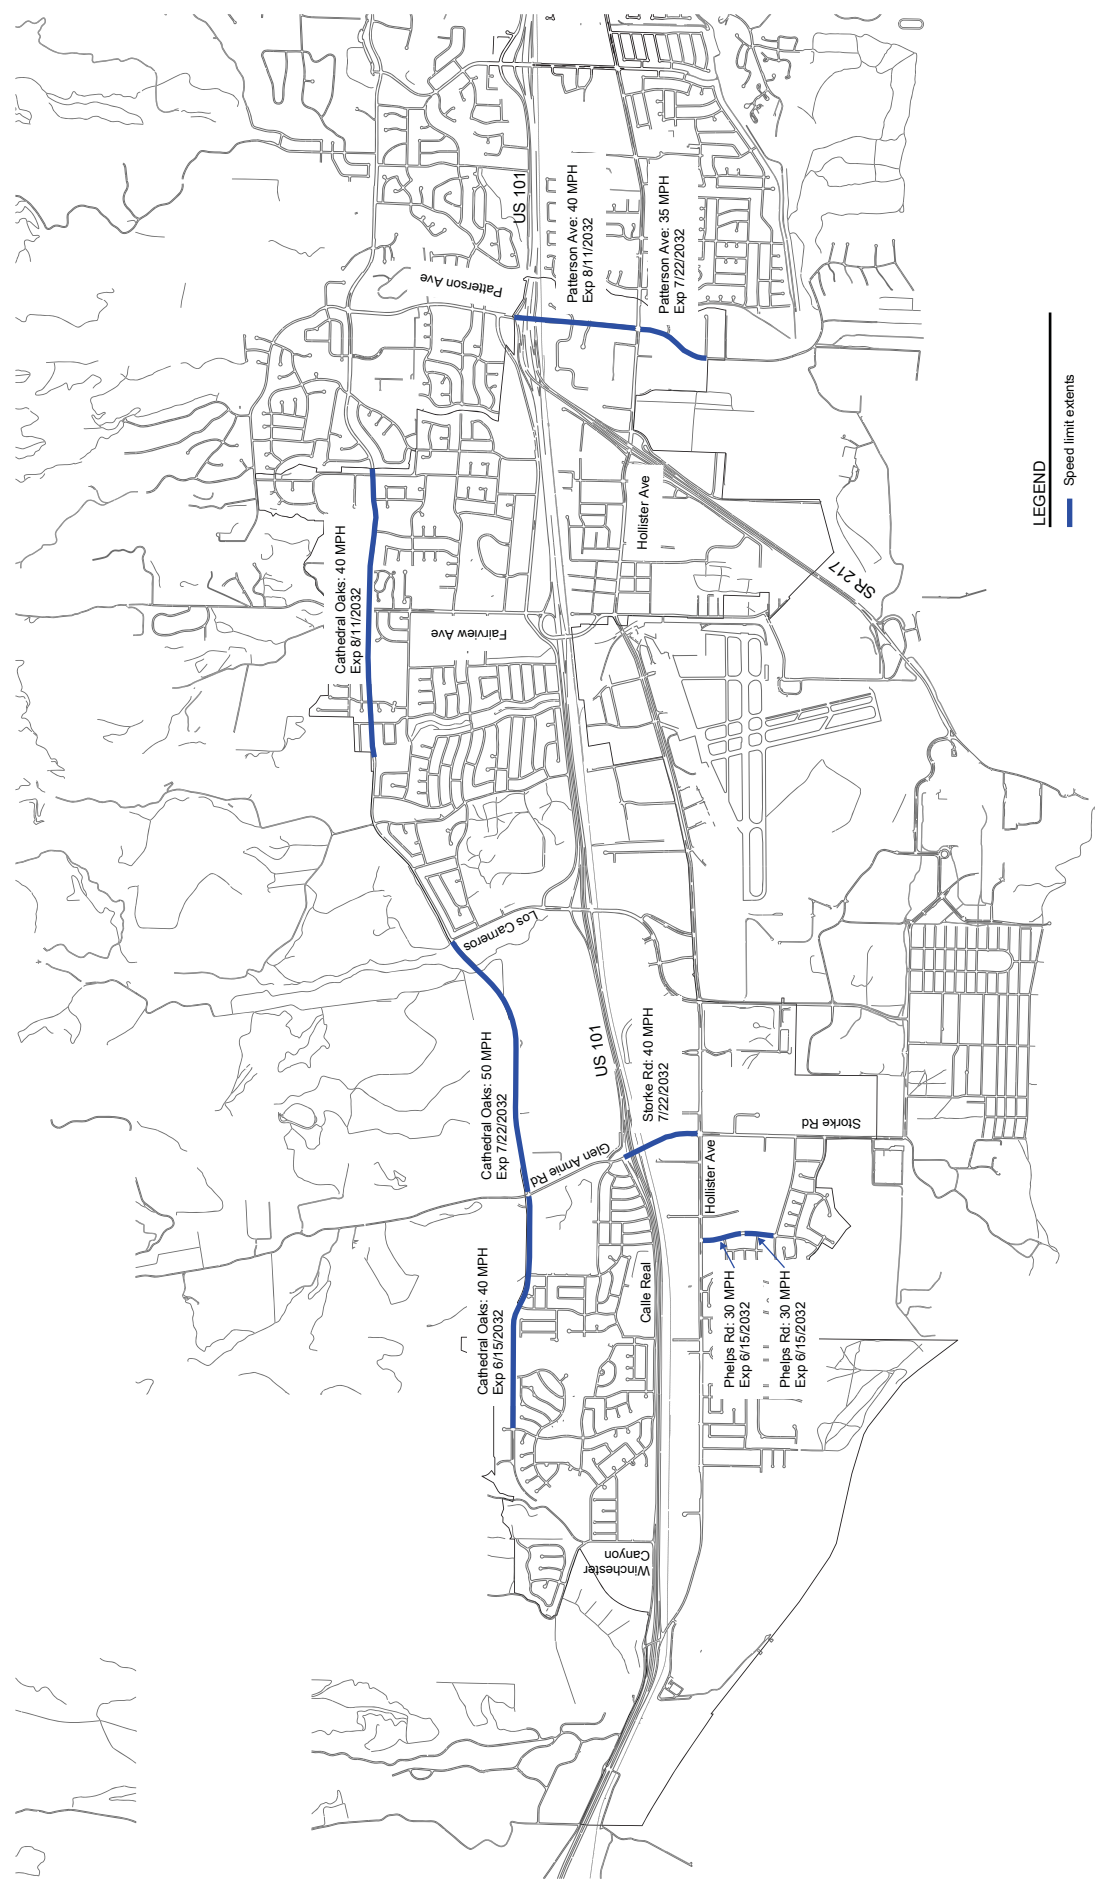 Cathedral Oaks: 40 MPH
Exp 6/15/2032
Cathedral Oaks: 50 MPH
Exp 7/22/2032
Cathedral Oaks: 40 MPH
Exp 8/11/2032
Patterson Ave
US 101
Patterson Ave: 40 MPH
Exp 8/11/2032
Patterson Ave: 35 MPH
Exp 7/22/2032
Fairview Ave
Hollister Ave
SR 217
Los Carneros
US 101
Glen Annie Rd
Storke Rd: 40 MPH
7/22/2032
Storke Rd
Hollister Ave
Calle Real
Winchester
Canyon
Phelps Rd: 30 MPH
Exp 6/15/2032
Phelps Rd: 30 MPH
Exp 6/15/2032
LEGEND
Speed limit extents